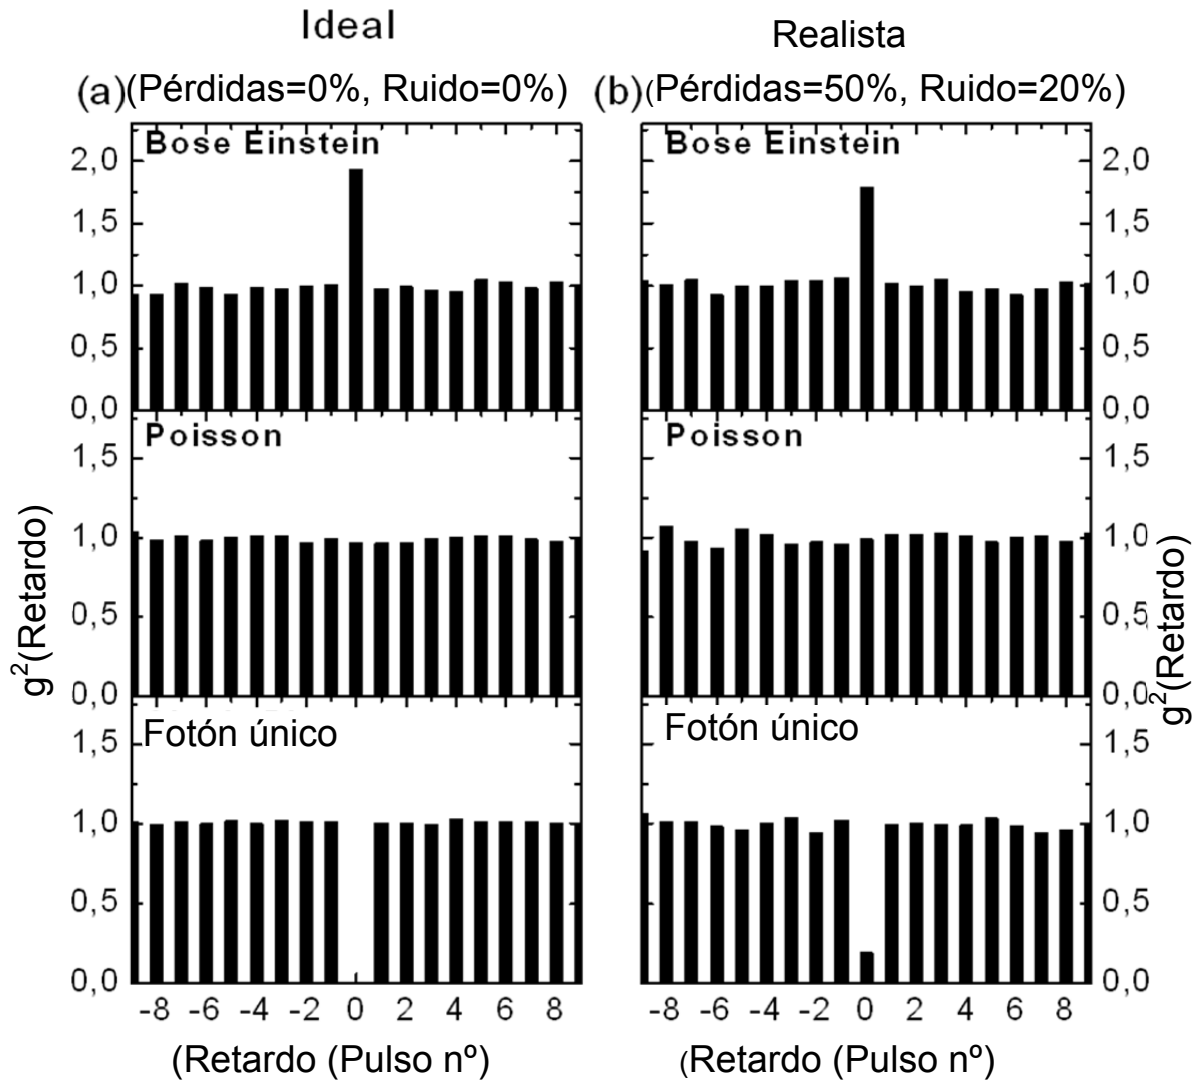 Ideal
Realista
(a)(Pérdidas=0%, Ruido=0%)
(b)(Pérdidas=50%, Ruido=20%)
Bose Einstein
2,0
1,5
1,0
0,5
0,0
Bose Einstein
2,0
1,5
1,0
0,5
0,0
Poisson
1,5
1,0
0,5
0,0
Poisson
1,5
1,0
0,5
0,0
Fotón único
1,5
1,0
0,5
0,0
Fotón único
1,5
1,0
0,5
0,0
g²(Retardo)
g²(Retardo)
-8 -6 -4 -2 0 2 4 6 8
-8 -6 -4 -2 0 2 4 6 8
(Retardo (Pulso nº)
(Retardo (Pulso nº)